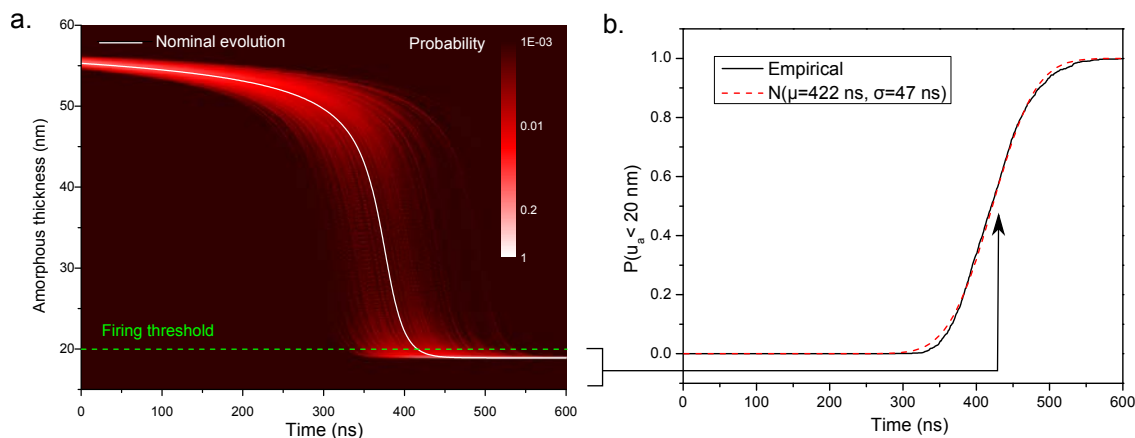 a.
60
50
40
30
20
Amorphous thickness (nm)
Nominal evolution
Probability
1E-03
0.01
0.2
1
Firing threshold
0 100 200 300 400 500 600
Time (ns)
b.
1.0
0.8
0.6
0.4
0.2
0.0
P(u_a< 20 nm)
Empirical
N(μ=422 ns, σ=47 ns)
0 100 200 300 400 500 600
Time (ns)